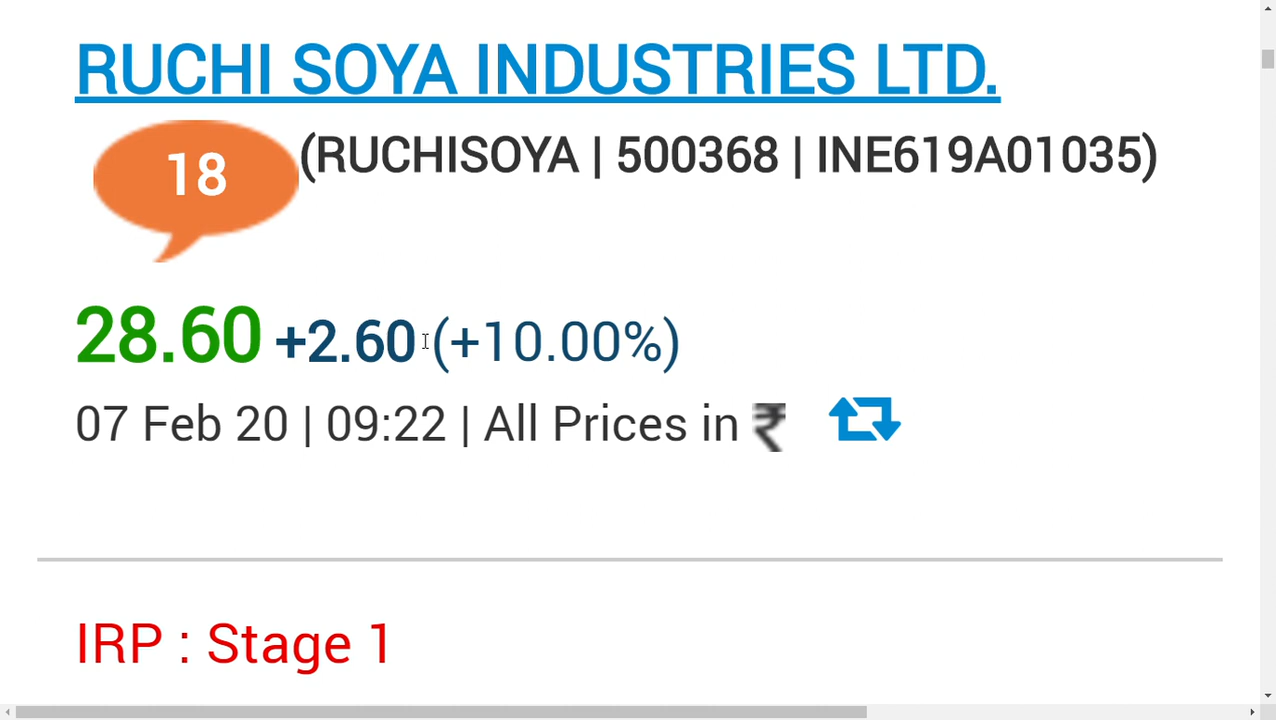 RUCHI SOYA INDUSTRIES LTD.
18
(RUCHISOYA | 500368 | INE619A01035)
28.60 +2.60 (+10.00%)
07 Feb 20 | 09:22 | All Prices in ₹
IRP : Stage 1